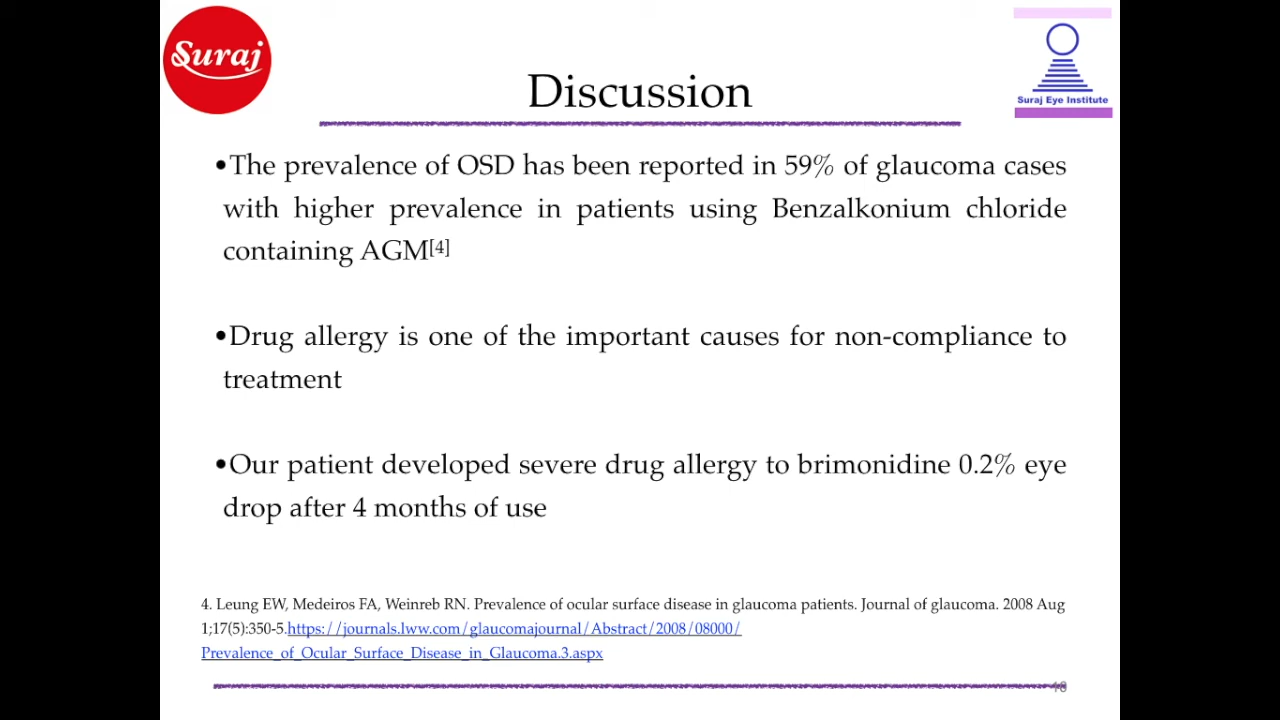 Suraj
Suraj Eye Institute
Discussion
•The prevalence of OSD has been reported in 59% of glaucoma cases
with higher prevalence in patients using Benzalkonium chloride
containing AGM[4]
•Drug allergy is one of the important causes for non-compliance to
treatment
•Our patient developed severe drug allergy to brimonidine 0.2% eye
drop after 4 months of use
4. Leung EW, Medeiros FA, Weinreb RN. Prevalence of ocular surface disease in glaucoma patients. Journal of glaucoma. 2008 Aug
1;17(5):350-5.https://journals.lww.com/glaucomajournal/Abstract/2008/08000/
Prevalence_of_Ocular_Surface_Disease_in_Glaucoma.3.aspx